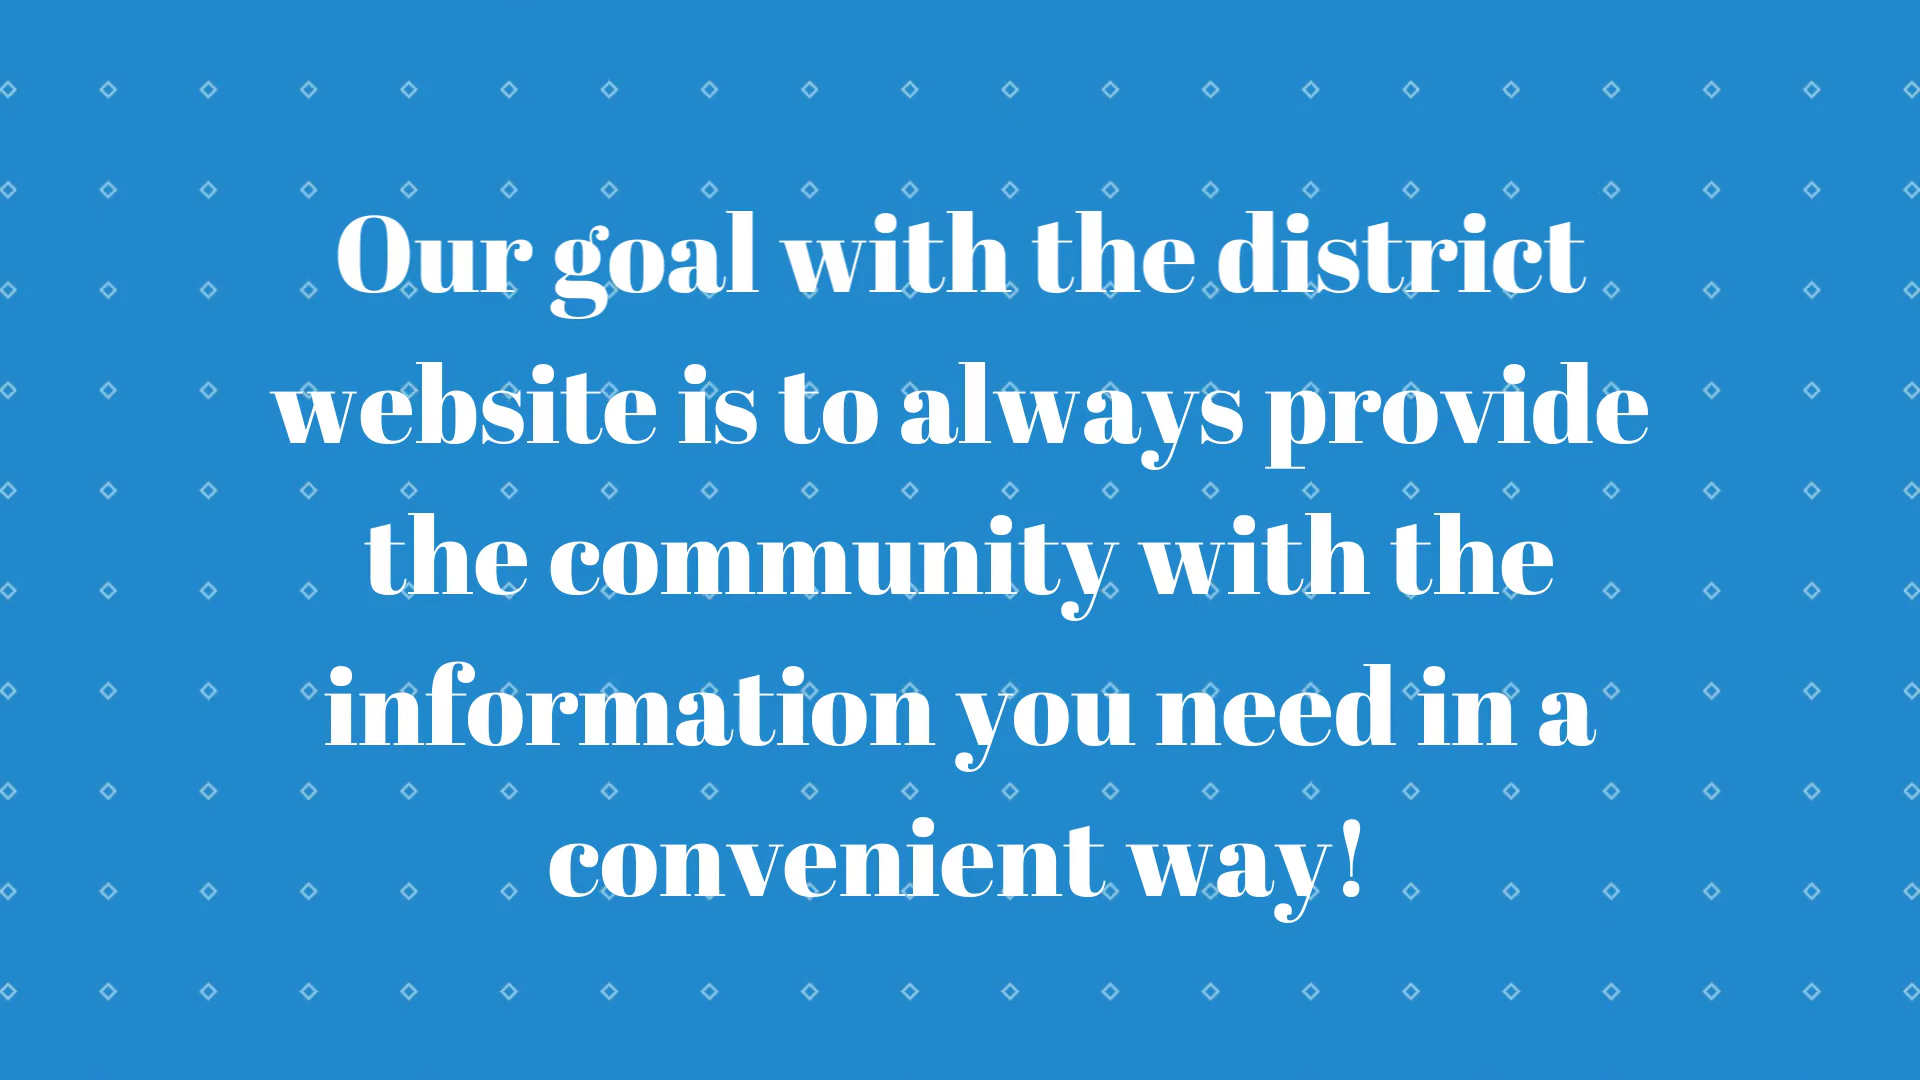 Our goal with the district
website is to always provide
the community with the
information you need in a
convenient way!